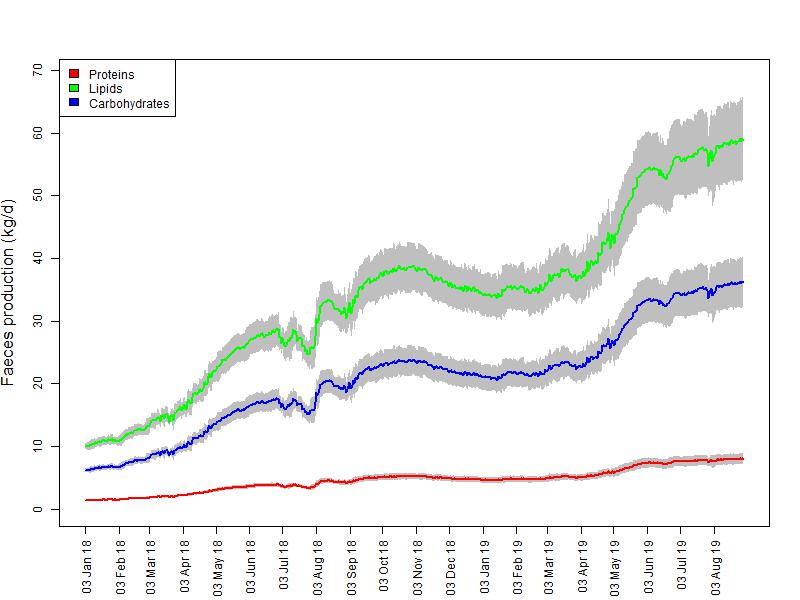 Proteins
Lipids
Carbohydrates
Faeces production (kg/d)
70
60
50
40
30
20
10
0
03 Jan 18
03 Feb 18
03 Mar 18
03 Apr 18
03 May 18
03 Jun 18
03 Jul 18
03 Aug 18
03 Sep 18
03 Oct 18
03 Nov 18
03 Dec 18
03 Jan 19
03 Feb 19
03 Mar 19
03 Apr 19
03 May 19
03 Jun 19
03 Jul 19
03 Aug 19